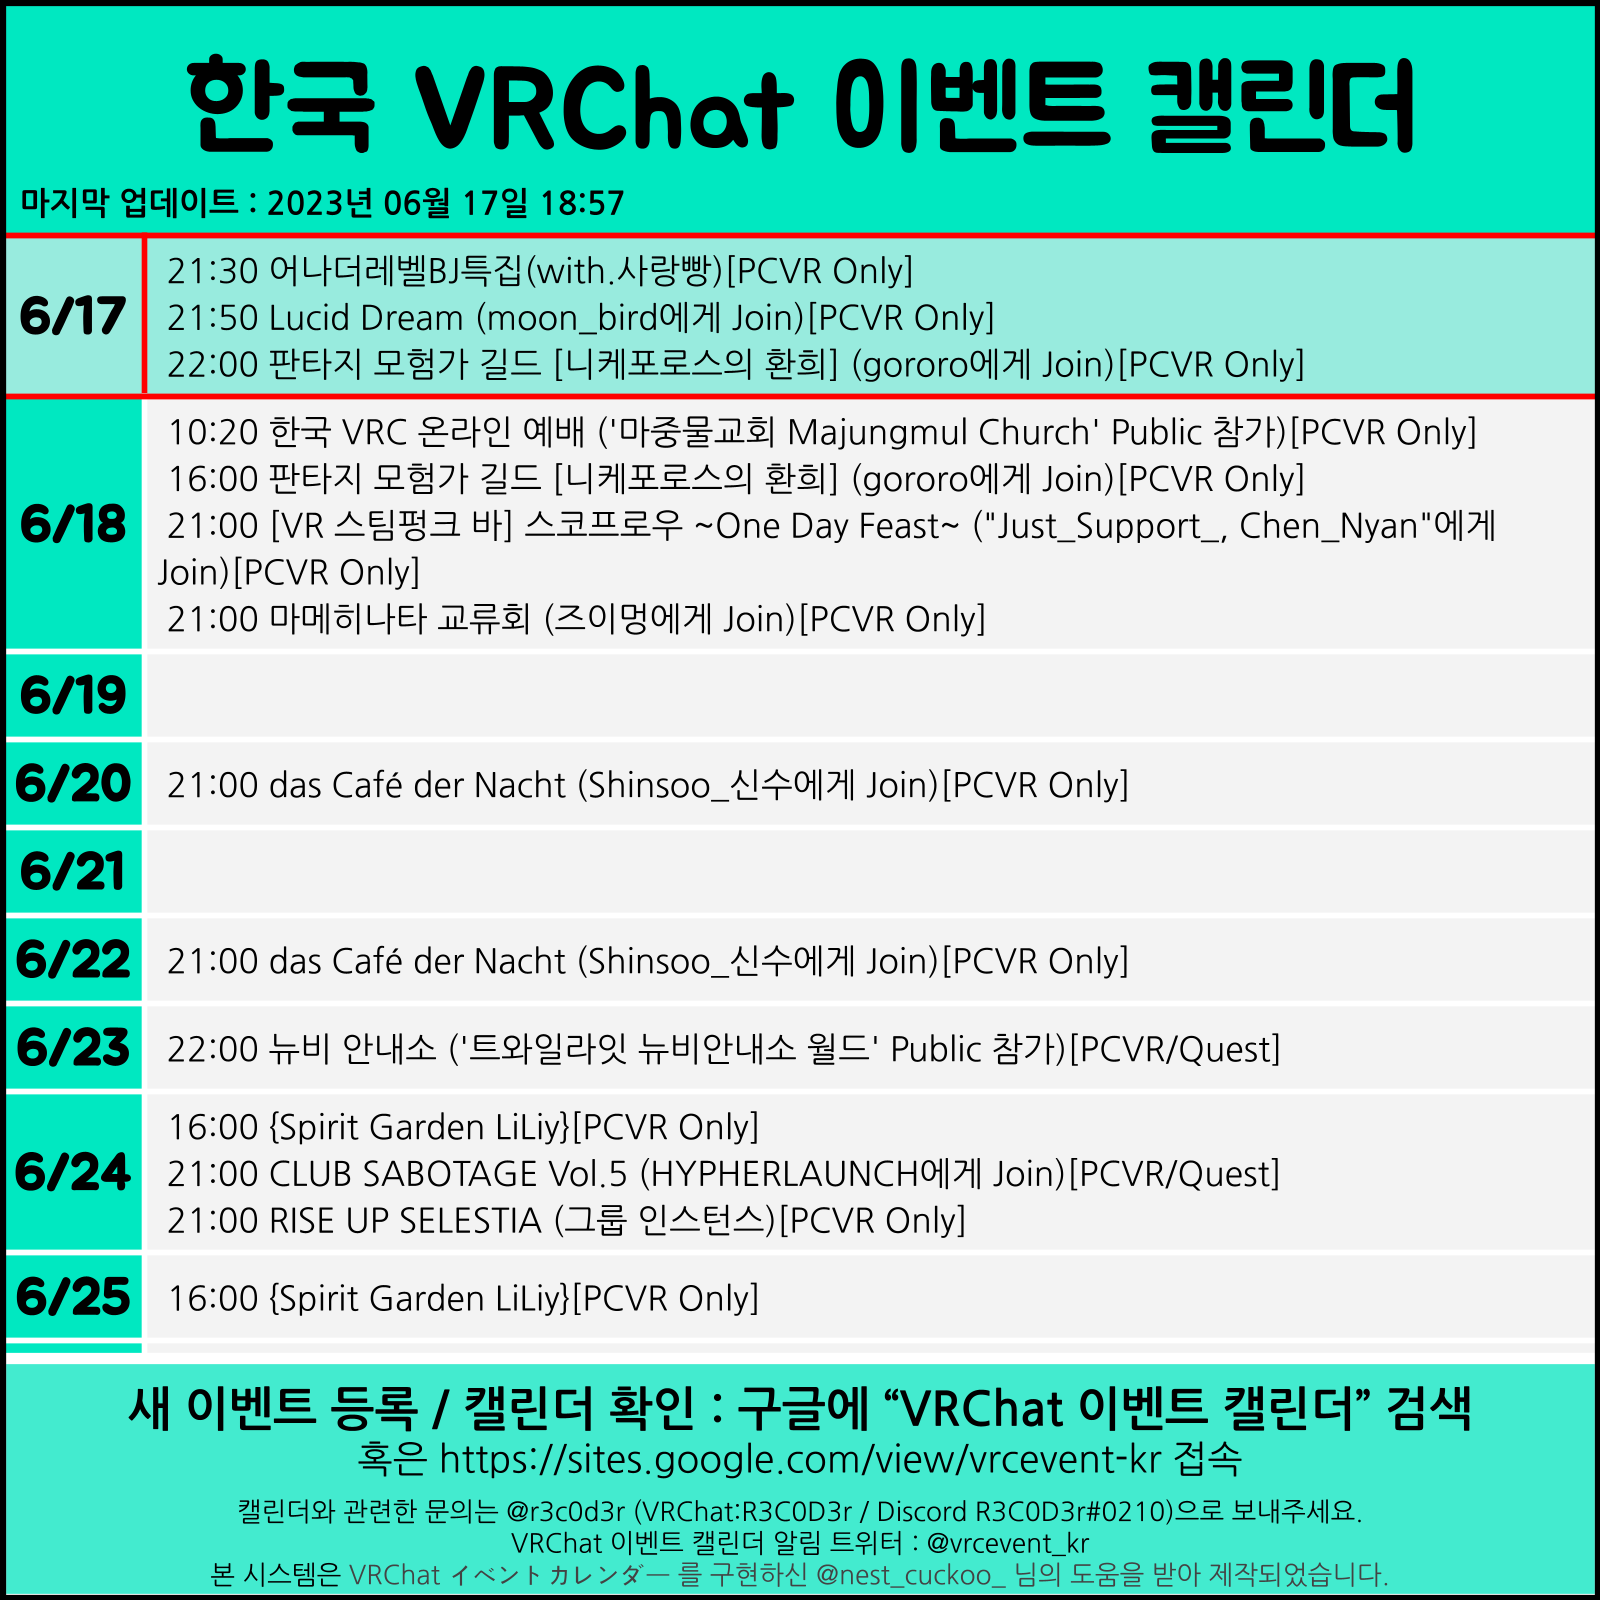 한국 VRChat 이벤트 캘린더
마지막 업데이트 : 2023년 06월 17일 18:57
6/17
21:30 어나더레벨BJ특집(with.사랑빵)[PCVR Only]
21:50 Lucid Dream (moon_bird에게 Join)[PCVR Only]
22:00 판타지 모험가 길드 [니케포로스의 환희] (gororo에게 Join)[PCVR Only]
6/18
10:20 한국 VRC 온라인 예배 ('마중물교회 Majungmul Church' Public 참가)[PCVR Only]
16:00 판타지 모험가 길드 [니케포로스의 환희] (gororo에게 Join)[PCVR Only]
21:00 [VR 스팀펑크 바] 스코프로우 ~One Day Feast~ ("Just_Support_, Chen_Nyan"에게
Join)[PCVR Only]
21:00 마메히나타 교류회 (즈이멍에게 Join)[PCVR Only]
6/19
6/20
21:00 das Café der Nacht (Shinsoo_신수에게 Join)[PCVR Only]
6/21
6/22
21:00 das Café der Nacht (Shinsoo_신수에게 Join)[PCVR Only]
6/23
22:00 뉴비 안내소 ('트와일라잇 뉴비안내소 월드' Public 참가)[PCVR/Quest]
6/24
16:00 {Spirit Garden LiLiy}[PCVR Only]
21:00 CLUB SABOTAGE Vol.5 (HYPHERLAUNCH에게 Join)[PCVR/Quest]
21:00 RISE UP SELESTIA (그룹 인스턴스)[PCVR Only]
6/25
16:00 {Spirit Garden LiLiy}[PCVR Only]
새 이벤트 등록 / 캘린더 확인 : 구글에 “VRChat 이벤트 캘린더” 검색
혹은 https://sites.google.com/view/vrcevent-kr 접속
캘린더와 관련한 문의는 @r3c0d3r (VRChat:R3C0D3r / Discord R3C0D3r#0210)으로 보내주세요.
VRChat 이벤트 캘린더 알림 트위터 : @vrcevent_kr
본 시스템은 VRChat イベントカレンダー 를 구현하신 @nest_cuckoo_ 님의 도움을 받아 제작되었습니다.